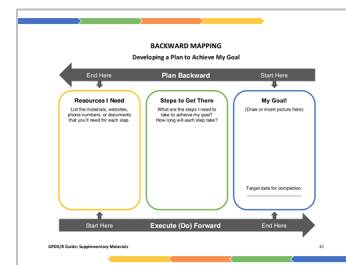 BACKWARD MAPPING
Developing a Plan to Achieve My Goal
End Here
Plan Backward
Start Here
Resources I Need
List the materials, websites,
phone numbers, or documents
that you'll need for each step.
Steps to Get There
What are the steps I need to
take to achieve my goal?
How long will each step take?
My Goal!
(Draw or insert picture here)
Target date for completion:
Start Here
Execute (Do) Forward
End Here
GPDR/R Guide: Supplementary Materials
41